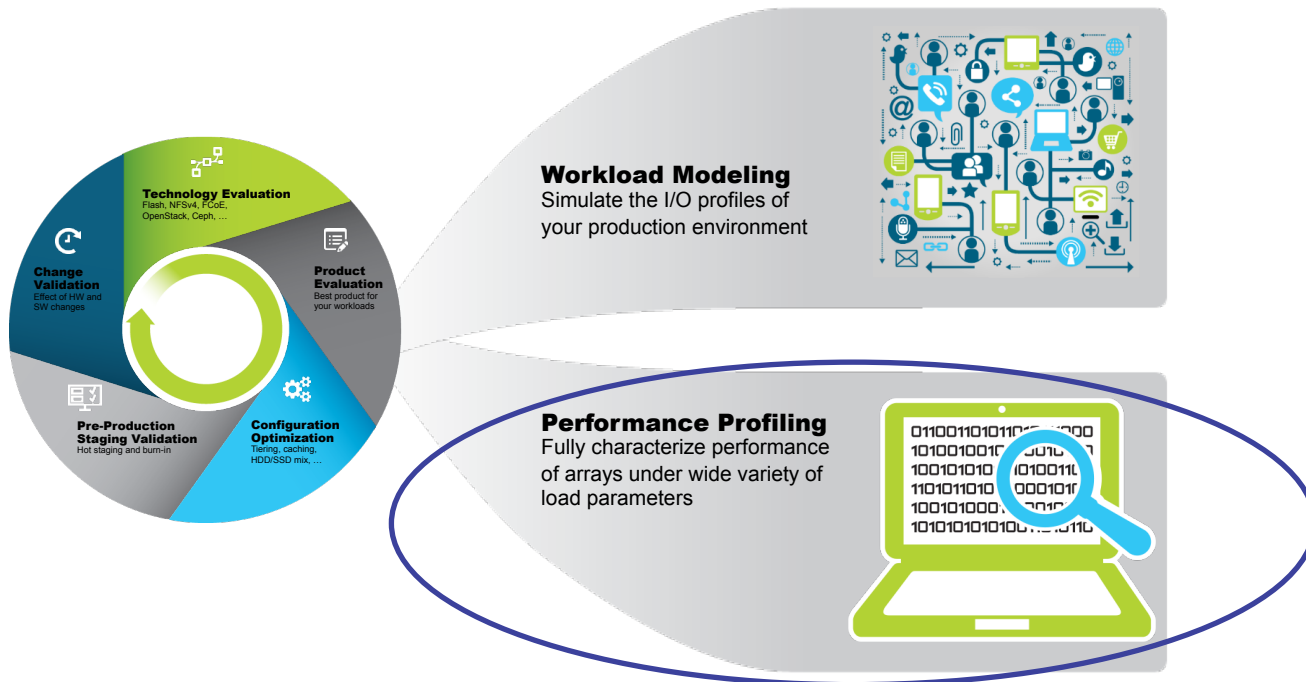 Technology Evaluation
Flash, NFSv4, FCoE,
OpenStack, Ceph, …
Product
Evaluation
Best product for
your workloads
Configuration
Optimization
Tiering, caching,
HDD/SSD mix, …
Pre-Production
Staging Validation
Hot staging and burn-in
Change
Validation
Effect of HW and
SW changes
Workload Modeling
Simulate the I/O profiles of
your production environment
@
Performance Profiling
Fully characterize performance
of arrays under wide variety of
load parameters